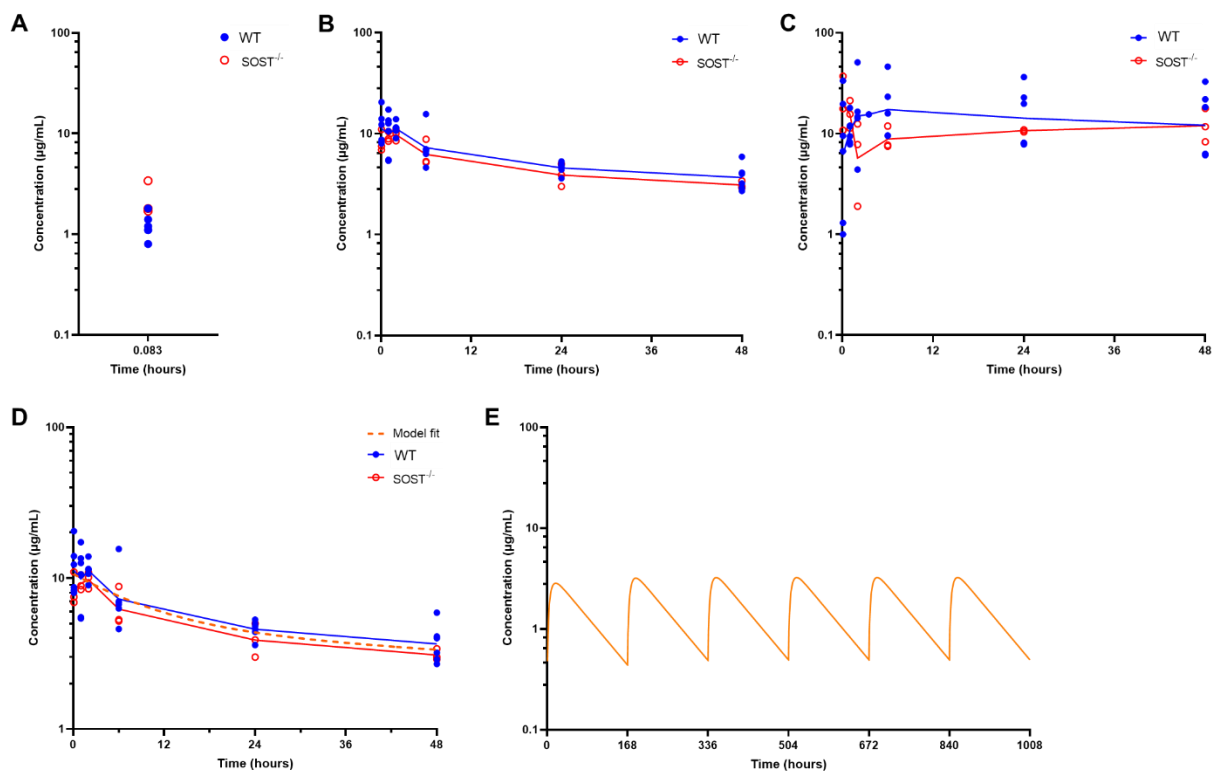 A
WT
SOST-/-
Concentration (µg/mL)
100
10
1
0.1
0.083
Time (hours)
B
WT
SOST-/-
Concentration (µg/mL)
100
10
1
0.1
0
12
24
36
48
Time (hours)
C
WT
SOST-/-
Concentration (µg/mL)
100
10
1
0.1
0
12
24
36
48
Time (hours)
D
Model fit
WT
SOST-/-
Concentration (µg/mL)
100
10
1
0
12
24
36
48
Time (hours)
E
Concentration (µg/mL)
100
10
1
0.1
0
168
336
504
672
840
1008
Time (hours)